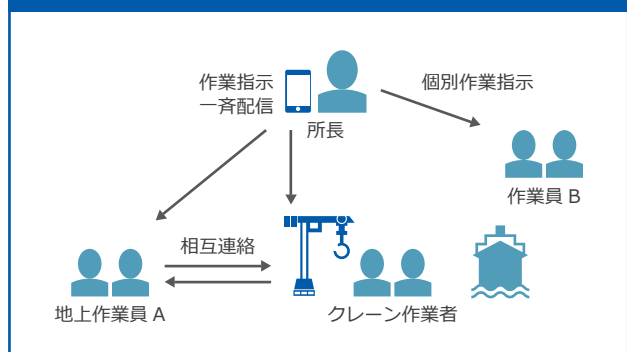 作業指示
一斉配信
個別作業指示
所長
作業員 B
相互連絡
地上作業員 A
クレーン作業者